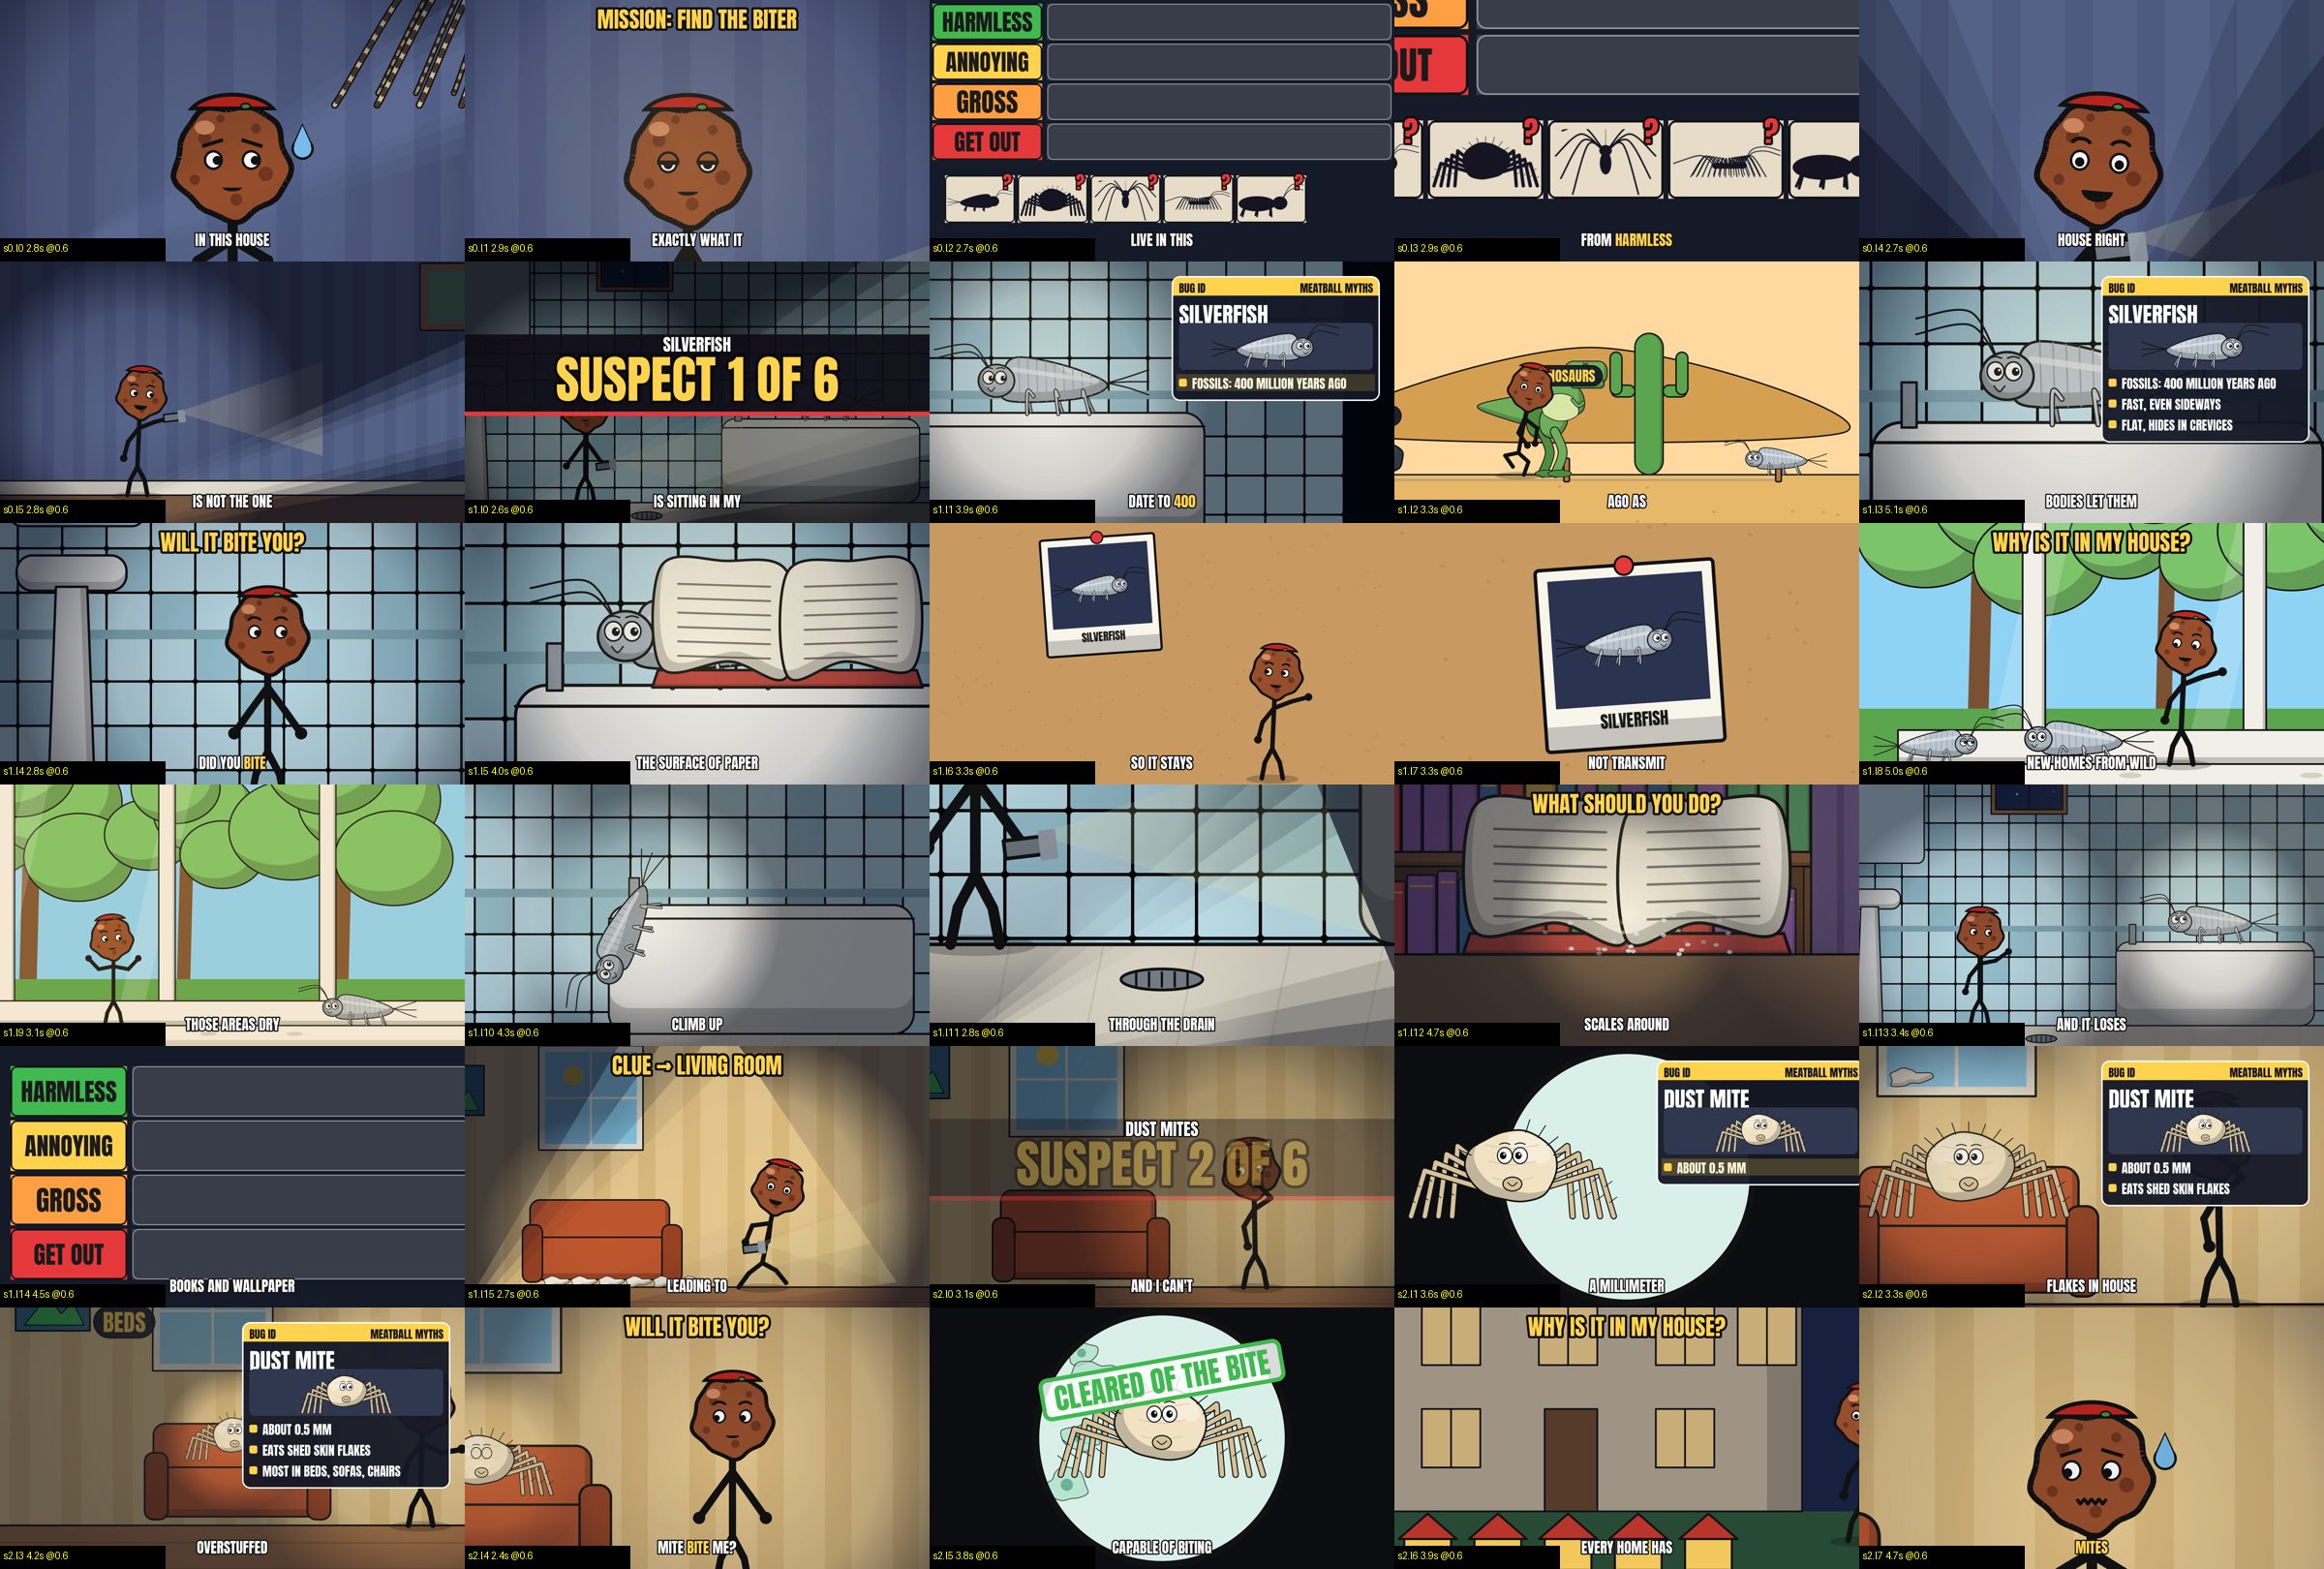 IN THIS HOUSE
s0.l0 2.8s @0.6
MISSION: FIND THE BITER
EXACTLY WHAT IT
s0.l1 2.9s @0.6
HARMLESS
ANNOYING
GROSS
GET OUT
? ? ? ? ?
LIVE IN THIS
s0.l2 2.7s @0.6
SS
OUT
? ? ? ?
FROM HARMLESS
s0.l3 2.9s @0.6
HOUSE RIGHT
s0.l4 2.7s @0.6
IS NOT THE ONE
s0.l5 2.8s @0.6
SILVERFISH
SUSPECT 1 OF 6
IS SITTING IN MY
s1.l0 2.6s @0.6
BUG ID MEATBALL MYTHS
SILVERFISH
FOSSILS: 400 MILLION YEARS AGO
DATE TO 400
s1.l1 3.9s @0.6
NOSAURS
AGO AS
s1.l2 3.3s @0.6
BUG ID MEATBALL MYTHS
SILVERFISH
FOSSILS: 400 MILLION YEARS AGO
FAST, EVEN SIDEWAYS
FLAT, HIDES IN CREVICES
BODIES LET THEM
s1.l3 5.1s @0.6
WILL IT BITE YOU?
DID YOU BITE
s1.l4 2.8s @0.6
THE SURFACE OF PAPER
s1.l5 4.0s @0.6
SILVERFISH
SO IT STAYS
s1.l6 3.3s @0.6
SILVERFISH
NOT TRANSMIT
s1.l7 3.3s @0.6
WHY IS IT IN MY HOUSE?
NEW HOMES FROM WILD
s1.l8 5.0s @0.6
THOSE AREAS DRY
s1.l9 3.1s @0.6
CLIMB UP
s1.l10 4.3s @0.6
THROUGH THE DRAIN
s1.l11 2.8s @0.6
WHAT SHOULD YOU DO?
SCALES AROUND
s1.l12 4.7s @0.6
AND IT LOSES
s1.l13 3.4s @0.6
HARMLESS
ANNOYING
GROSS
GET OUT
BOOKS AND WALLPAPER
s1.l14 4.5s @0.6
CLUE → LIVING ROOM
LEADING TO
s1.l15 2.7s @0.6
DUST MITES
SUSPECT 2 OF 6
AND I CAN'T
s2.l0 3.1s @0.6
BUG ID MEATBALL MYTHS
DUST MITE
ABOUT 0.5 MM
A MILLIMETER
s2.l1 3.6s @0.6
BUG ID MEATBALL MYTHS
DUST MITE
ABOUT 0.5 MM
EATS SHED SKIN FLAKES
FLAKES IN HOUSE
s2.l2 3.3s @0.6
BEDS
BUG ID MEATBALL MYTHS
DUST MITE
ABOUT 0.5 MM
EATS SHED SKIN FLAKES
MOST IN BEDS, SOFAS, CHAIRS
OVERSTUFFED
s2.l3 4.2s @0.6
WILL IT BITE YOU?
MITE BITE ME?
s2.l4 2.4s @0.6
CLEARED OF THE BITE
CAPABLE OF BITING
s2.l5 3.8s @0.6
WHY IS IT IN MY HOUSE?
EVERY HOME HAS
s2.l6 3.9s @0.6
MITES
s2.l7 4.7s @0.6